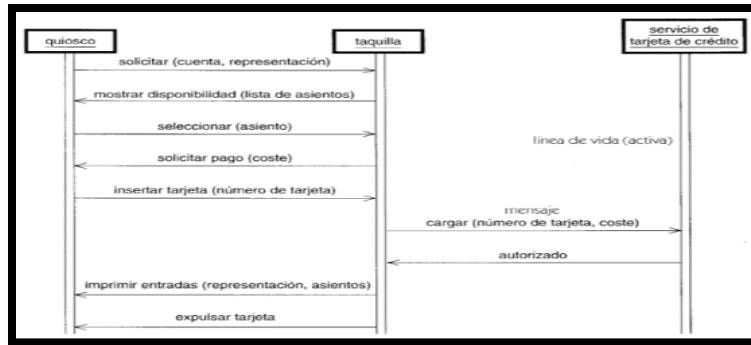 quiosco
taquilla
servicio de
tarjeta de crédito
solicitar (cuenta, representación)
mostrar disponibilidad (lista de asientos)
seleccionar (asiento)
línea de vida (activa)
solicitar pago (coste)
insertar tarjeta (número de tarjeta)
mensaje
cargar (número de tarjeta, coste)
autorizado
imprimir entradas (representación, asientos)
expulsar tarjeta